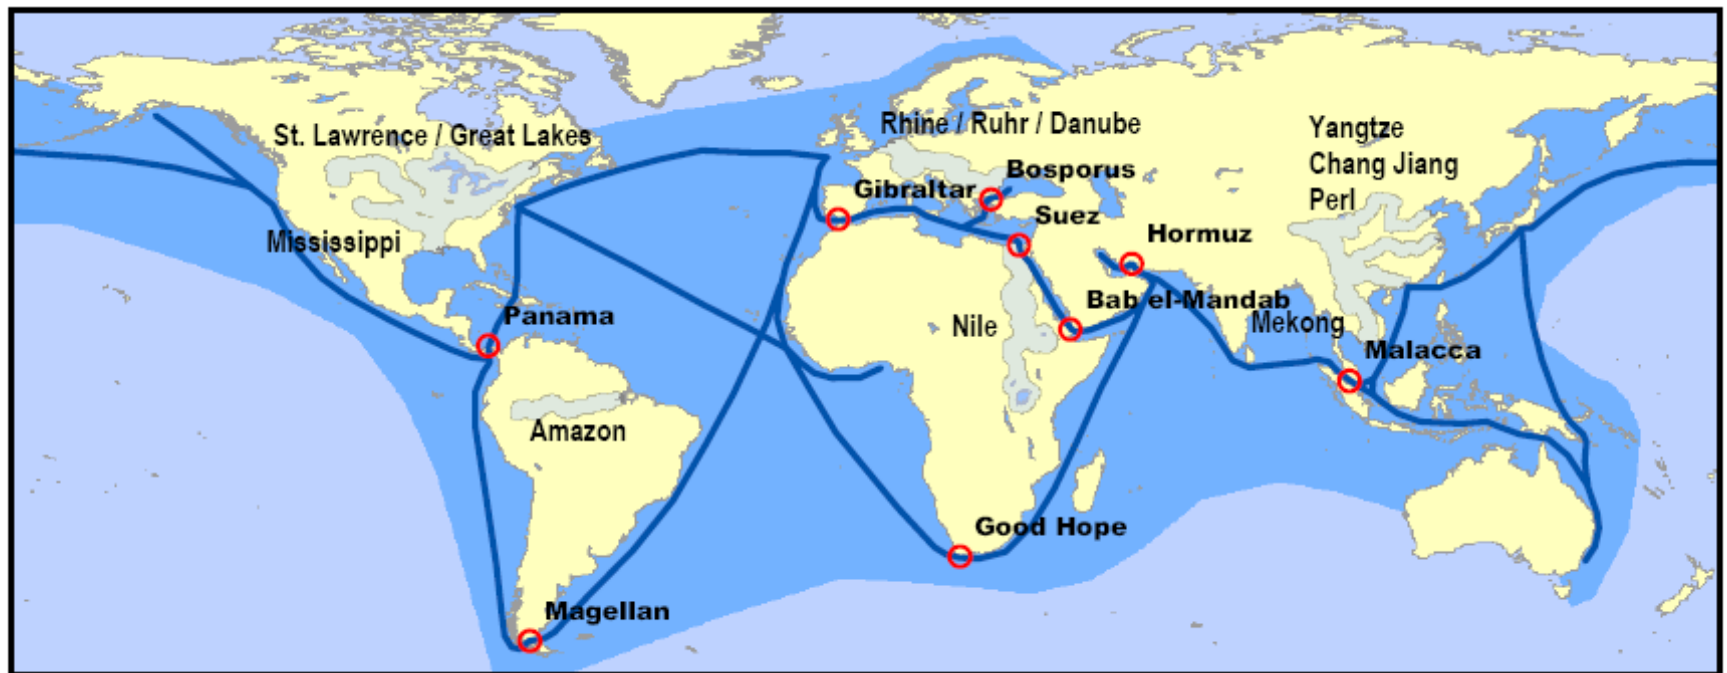 St. Lawrence / Great Lakes
Rhine / Ruhr / Danube
Yangtze
Chang Jiang
Perl
Bosporus
Gibraltar
Suez
Hormuz
Mississippi
Bab el-Mandab
Panama
Nile
Mekong
Malacca
Amazon
Good Hope
Magellan